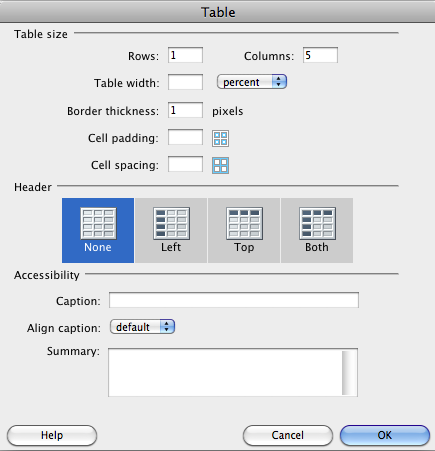 Table
Table size
Rows: 1 Columns: 5
Table width: percent
Border thickness: 1 pixels
Cell padding:
Cell spacing:
Header
None Left Top Both
Accessibility
Caption:
Align caption: default
Summary:
Help Cancel OK